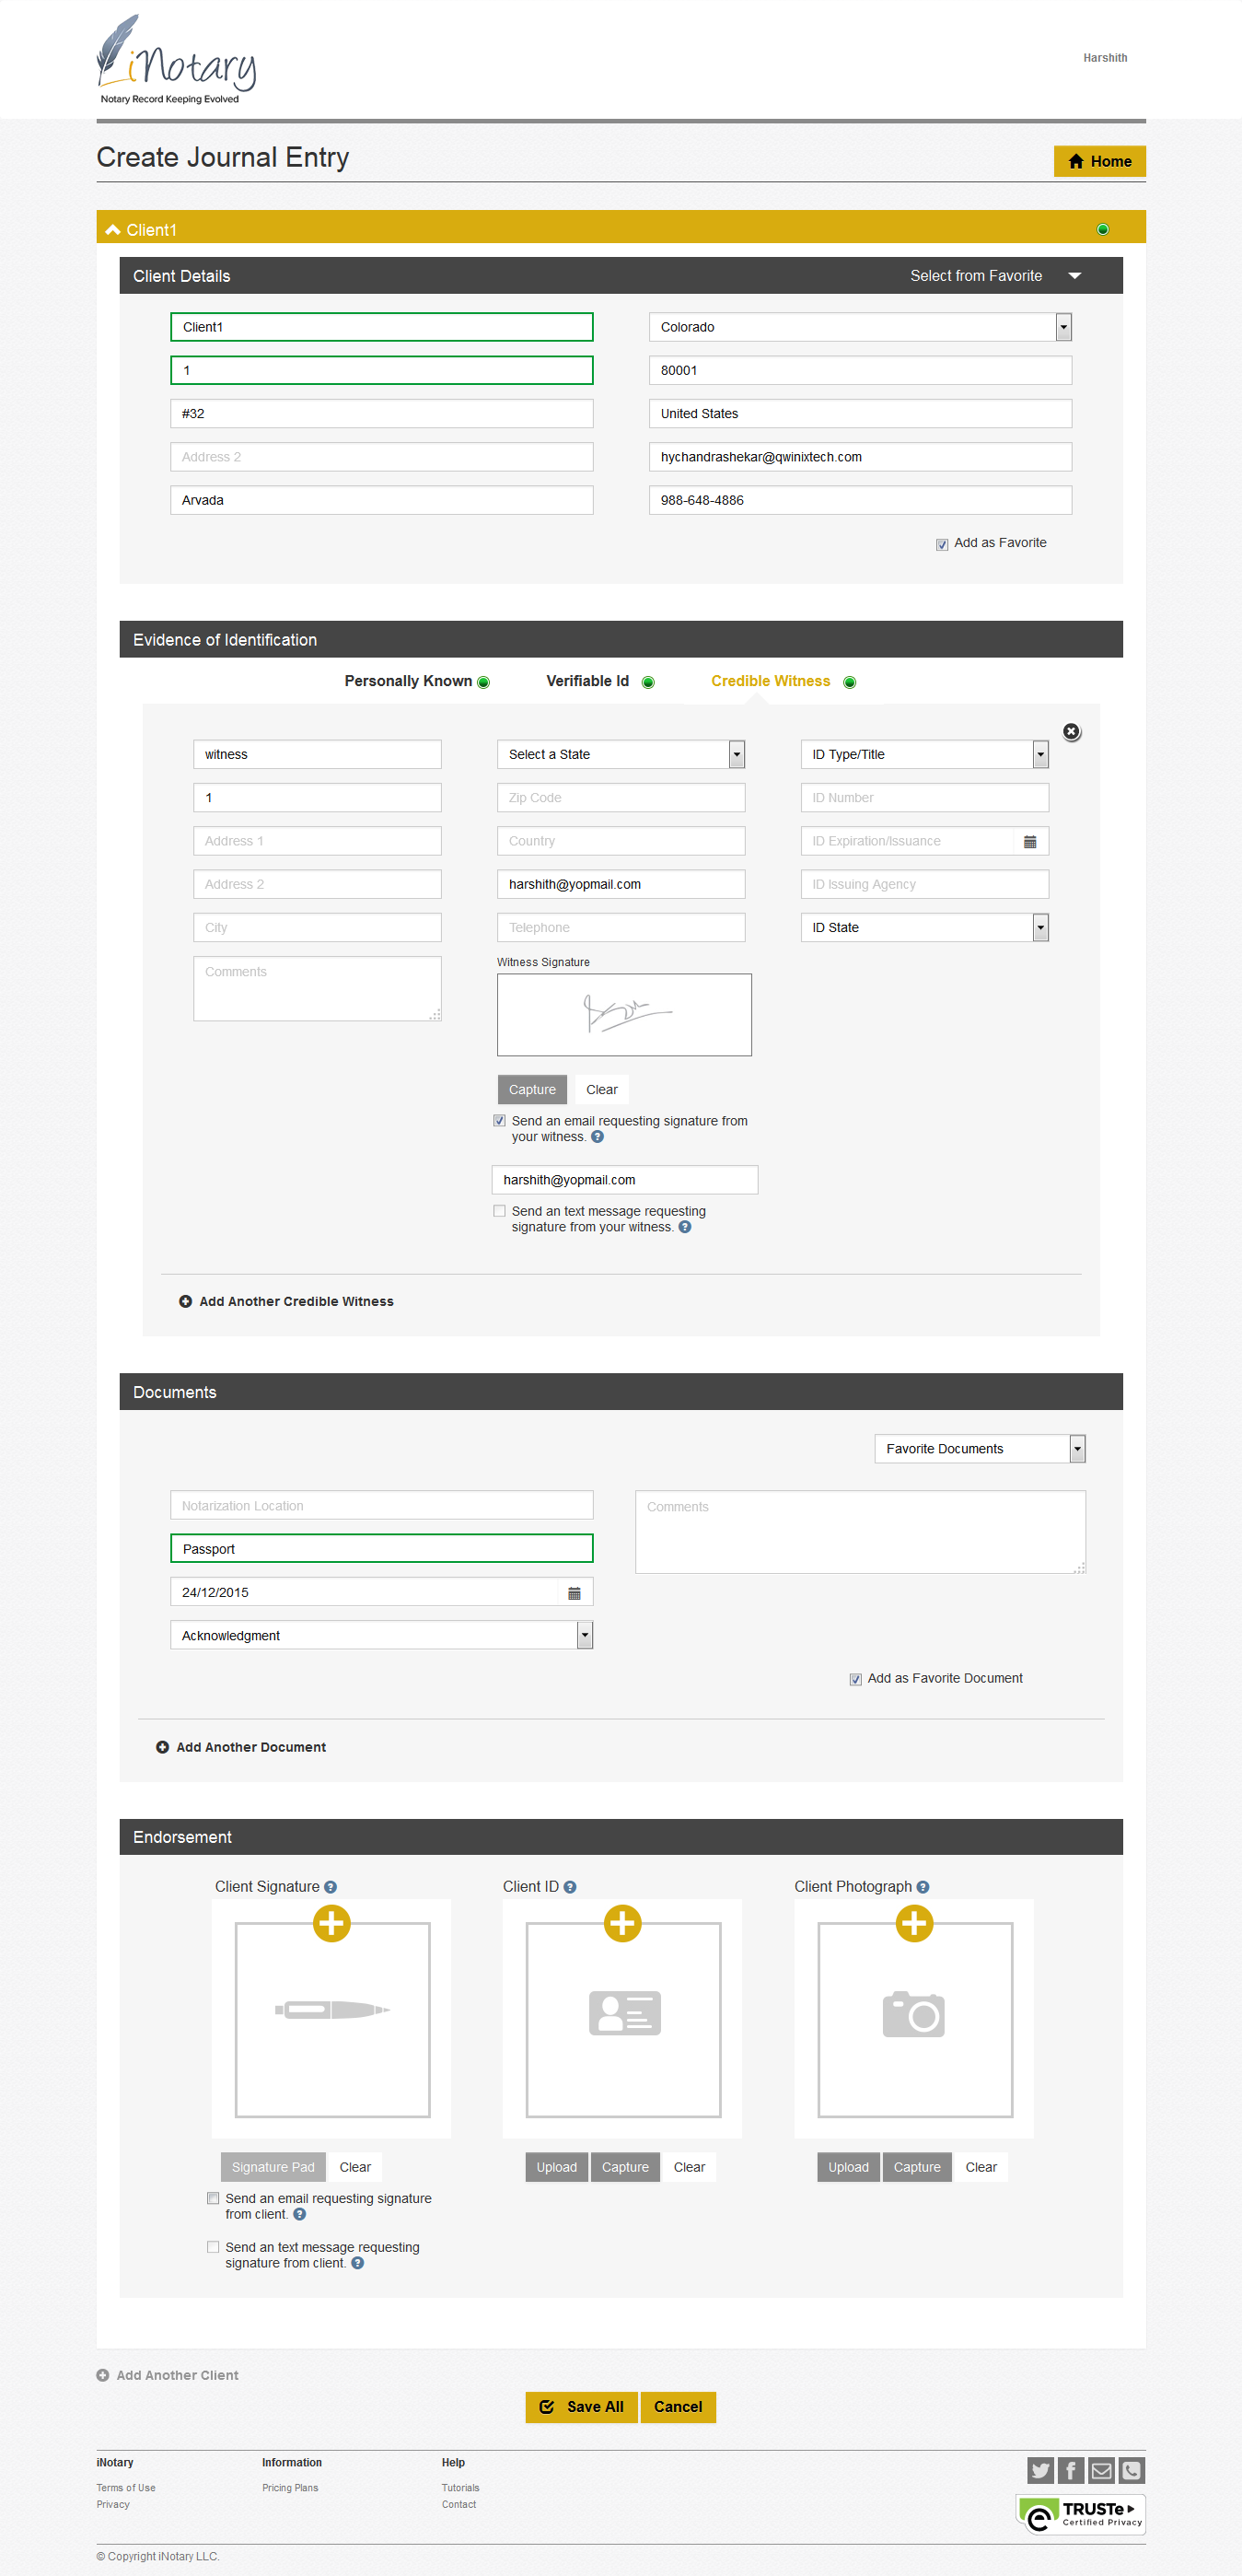 iNotary
Notary Record Keeping Evolved
Harshith
Create Journal Entry
Home
Client1
Client Details
Select from Favorite
Client1
Colorado
1
80001
#32
United States
Address 2
hychandrashekar@qwinixtech.com
Arvada
988-648-4886
Add as Favorite
Evidence of Identification
Personally Known
Verifiable Id
Credible Witness
witness
Select a State
ID Type/Title
1
Zip Code
ID Number
Address 1
Country
ID Expiration/Issuance
Address 2
harshith@yopmail.com
ID Issuing Agency
City
Telephone
ID State
Comments
Witness Signature
Capture
Clear
Send an email requesting signature from
your witness.
harshith@yopmail.com
Send an text message requesting
signature from your witness.
Add Another Credible Witness
Documents
Favorite Documents
Notarization Location
Comments
Passport
24/12/2015
Acknowledgment
Add as Favorite Document
Add Another Document
Endorsement
Client Signature
Client ID
Client Photograph
Signature Pad
Clear
Upload
Capture
Clear
Upload
Capture
Clear
Send an email requesting signature
from client.
Send an text message requesting
signature from client.
Add Another Client
Save All
Cancel
iNotary
Information
Help
Terms of Use
Pricing Plans
Tutorials
Privacy
Contact
TRUSTe
Certified Privacy
© Copyright iNotary LLC.